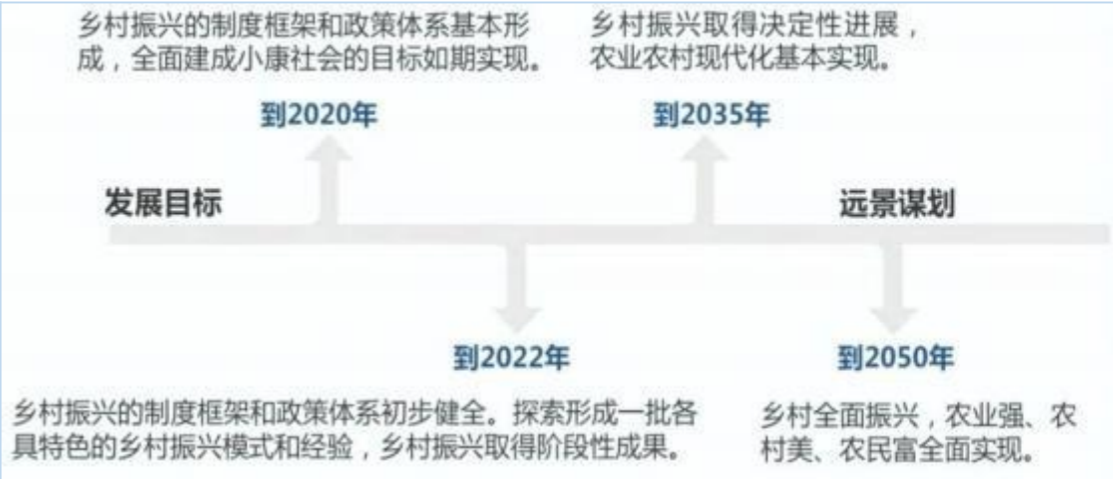 乡村振兴的制度框架和政策体系基本形
成，全面建成小康社会的目标如期实现。
到2020年
乡村振兴取得决定性进展，
农业农村现代化基本实现。
到2035年
发展目标
远景谋划
到2022年
乡村振兴的制度框架和政策体系初步健全。探索形成一批各
具特色的乡村振兴模式和经验，乡村振兴取得阶段性成果。
到2050年
乡村全面振兴，农业强、农
村美、农民富全面实现。